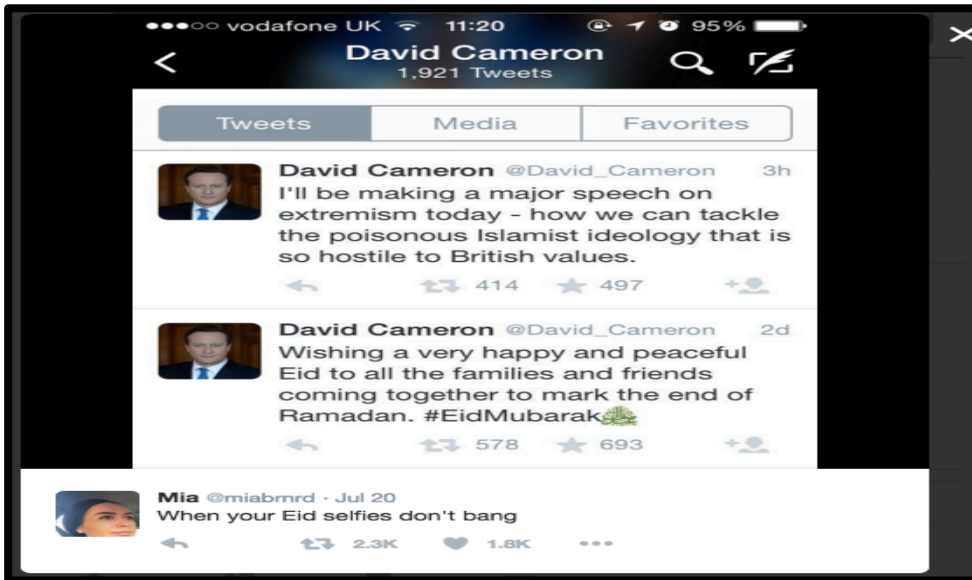 vodafone UK 11:20 95%
David Cameron
1,921 Tweets
Tweets Media Favorites
David Cameron @David_Cameron 3h
I'll be making a major speech on
extremism today - how we can tackle
the poisonous Islamist ideology that is
so hostile to British values.
414 497
David Cameron @David_Cameron 2d
Wishing a very happy and peaceful
Eid to all the families and friends
coming together to mark the end of
Ramadan. #EidMubarak
578 693
Mia @miabrnrd · Jul 20
When your Eid selfies don't bang
2.3K 1.8K